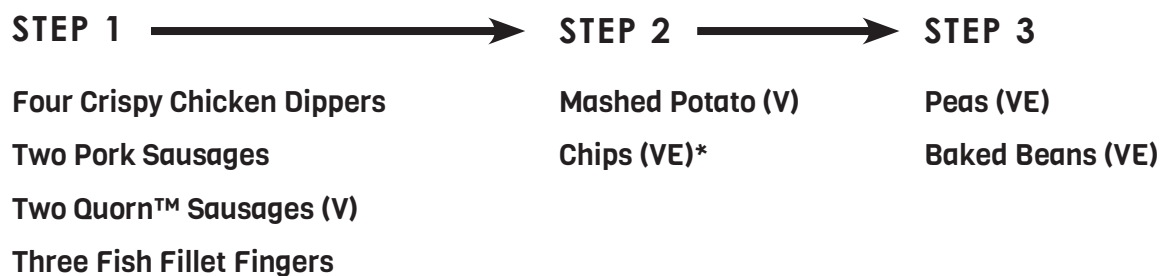 STEP 1 STEP 2 STEP 3
Four Crispy Chicken Dippers Mashed Potato (V) Peas (VE)
Two Pork Sausages Chips (VE)* Baked Beans (VE)
Two Quorn™ Sausages (V)
Three Fish Fillet Fingers